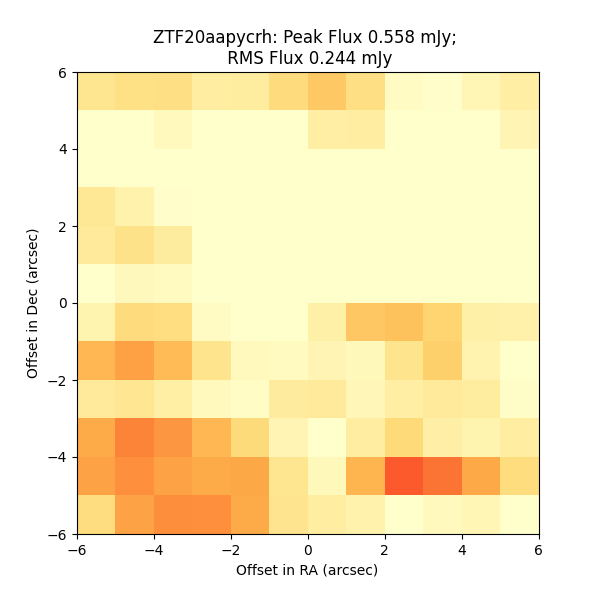 ZTF20aapycrh: Peak Flux 0.558 mJy;
RMS Flux 0.244 mJy
6
4
2
0
−2
−4
−6
Offset in Dec (arcsec)
−6 −4 −2 0 2 4 6
Offset in RA (arcsec)